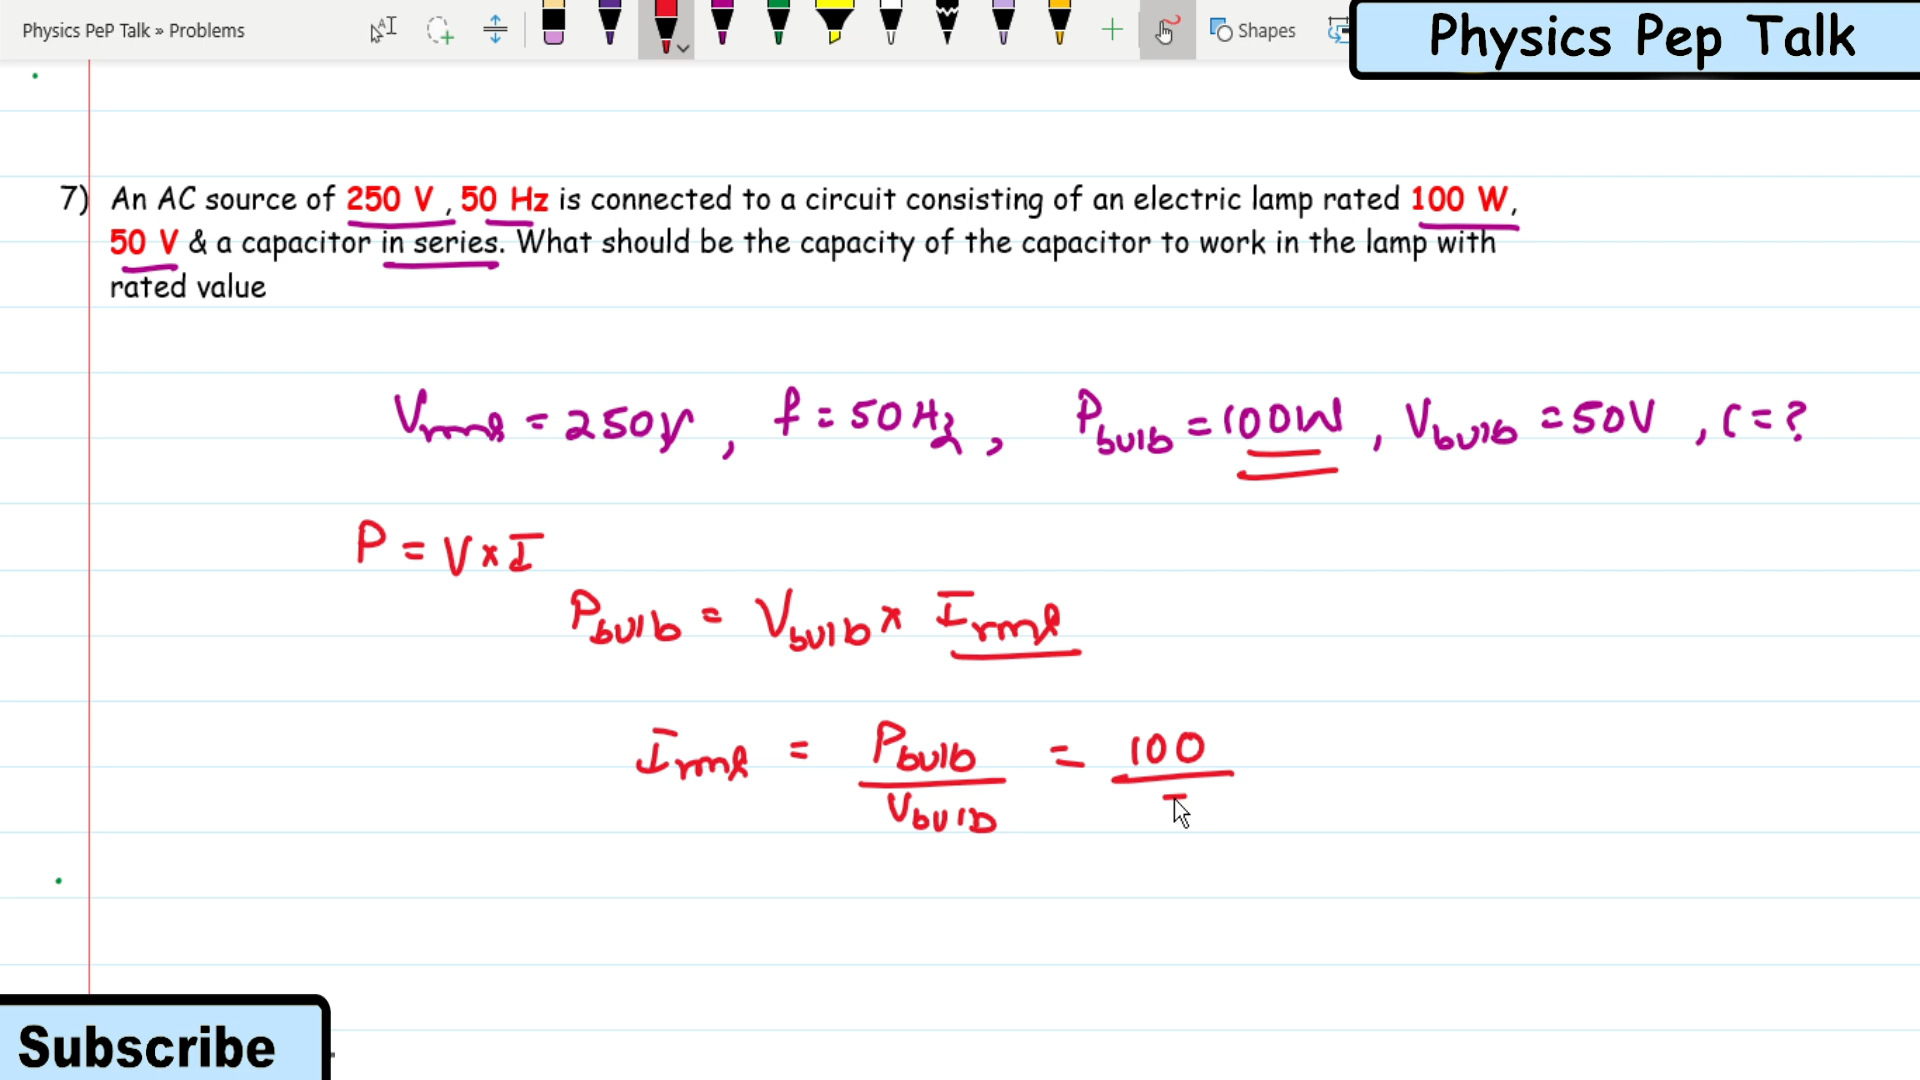 Physics PeP Talk » Problems
Shapes
Physics Pep Talk
7) An AC source of 250 V , 50 Hz is connected to a circuit consisting of an electric lamp rated 100 W,
50 V & a capacitor in series. What should be the capacity of the capacitor to work in the lamp with
rated value
Vrms = 250V , f = 50 Hz , Pbulb = 100W , Vbulb = 50V , C = ?
P = V × I
Pbulb = Vbulb × Irms
Irms = Pbulb / Vbulb = 100 /
Subscribe